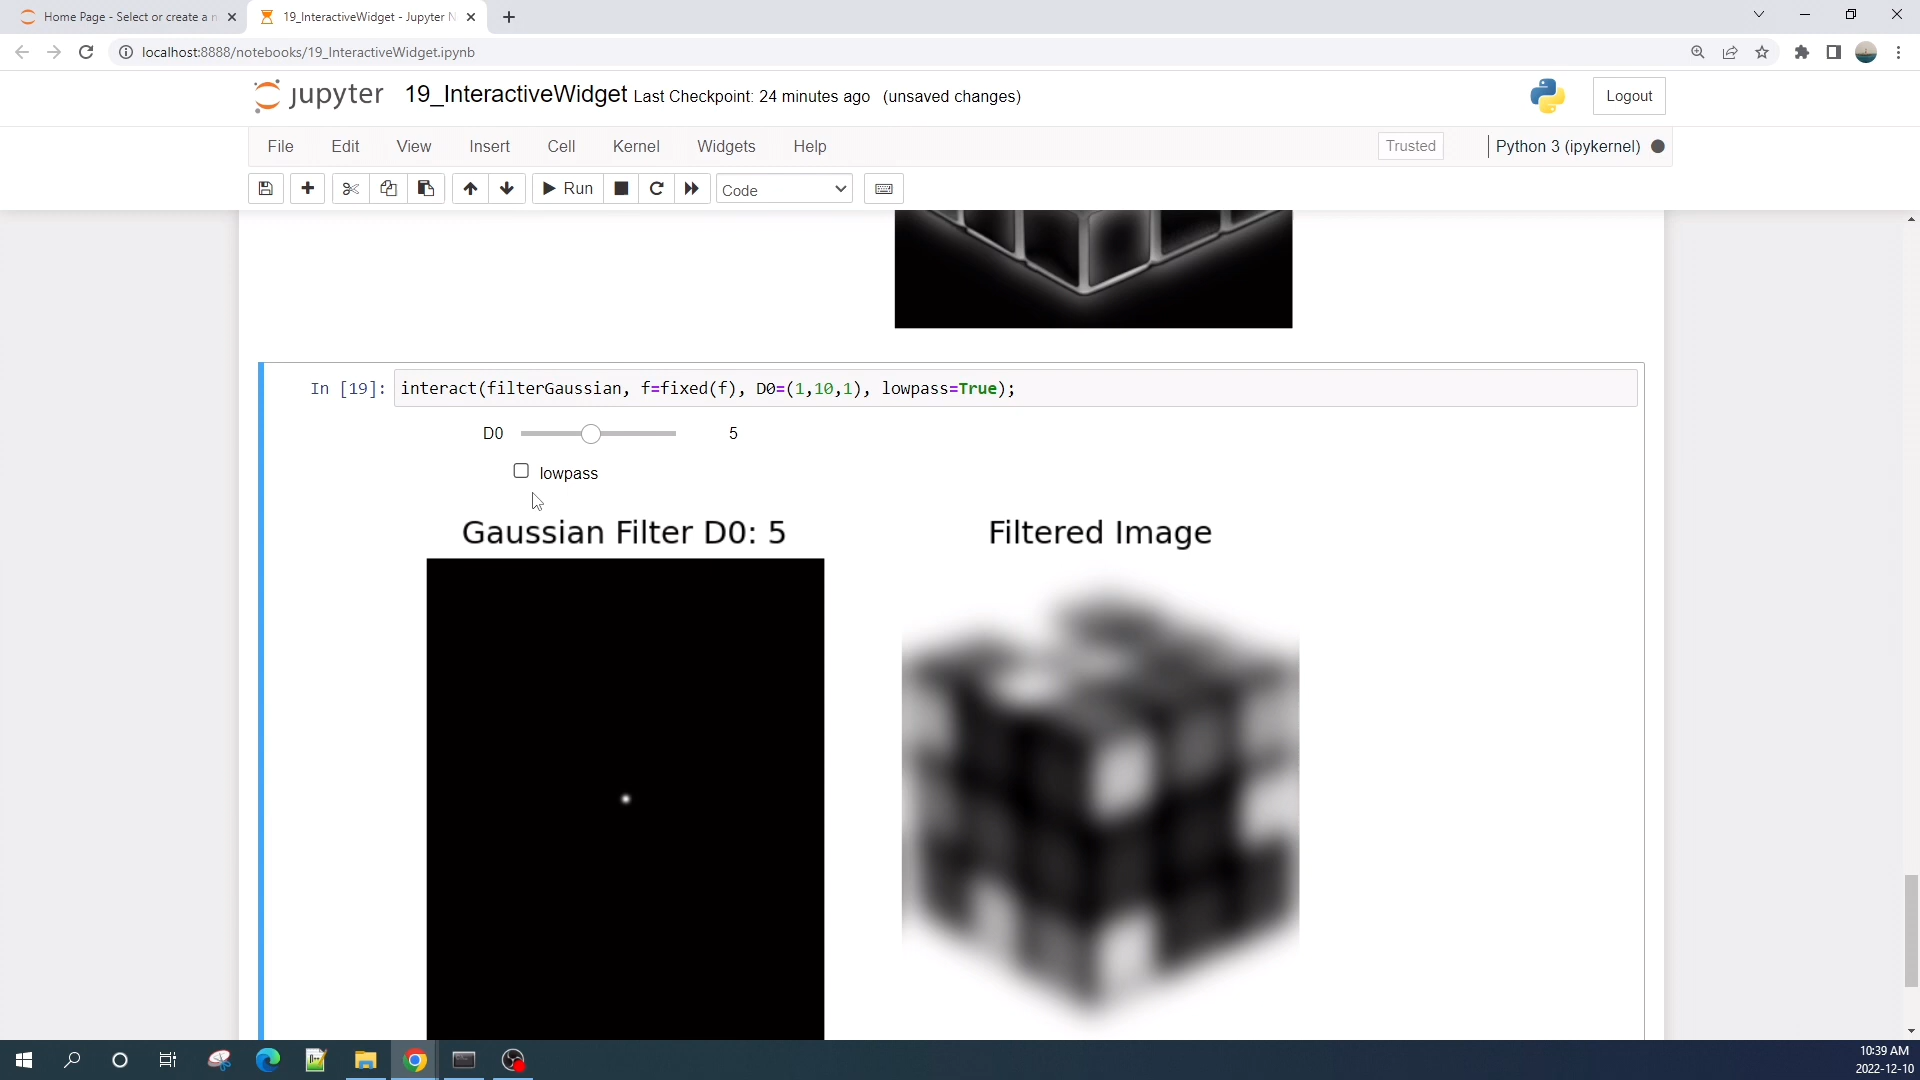 Home Page - Select or create a n
19_InteractiveWidget - Jupyter N
localhost:8888/notebooks/19_InteractiveWidget.ipynb
jupyter 19_InteractiveWidget Last Checkpoint: 24 minutes ago (unsaved changes)
Logout
File Edit View Insert Cell Kernel Widgets Help
Trusted
Python 3 (ipykernel)
Run
Code
In [19]: interact(filterGaussian, f=fixed(f), D0=(1,10,1), lowpass=True);
D0 5
lowpass
Gaussian Filter D0: 5
Filtered Image
10:39 AM
2022-12-10